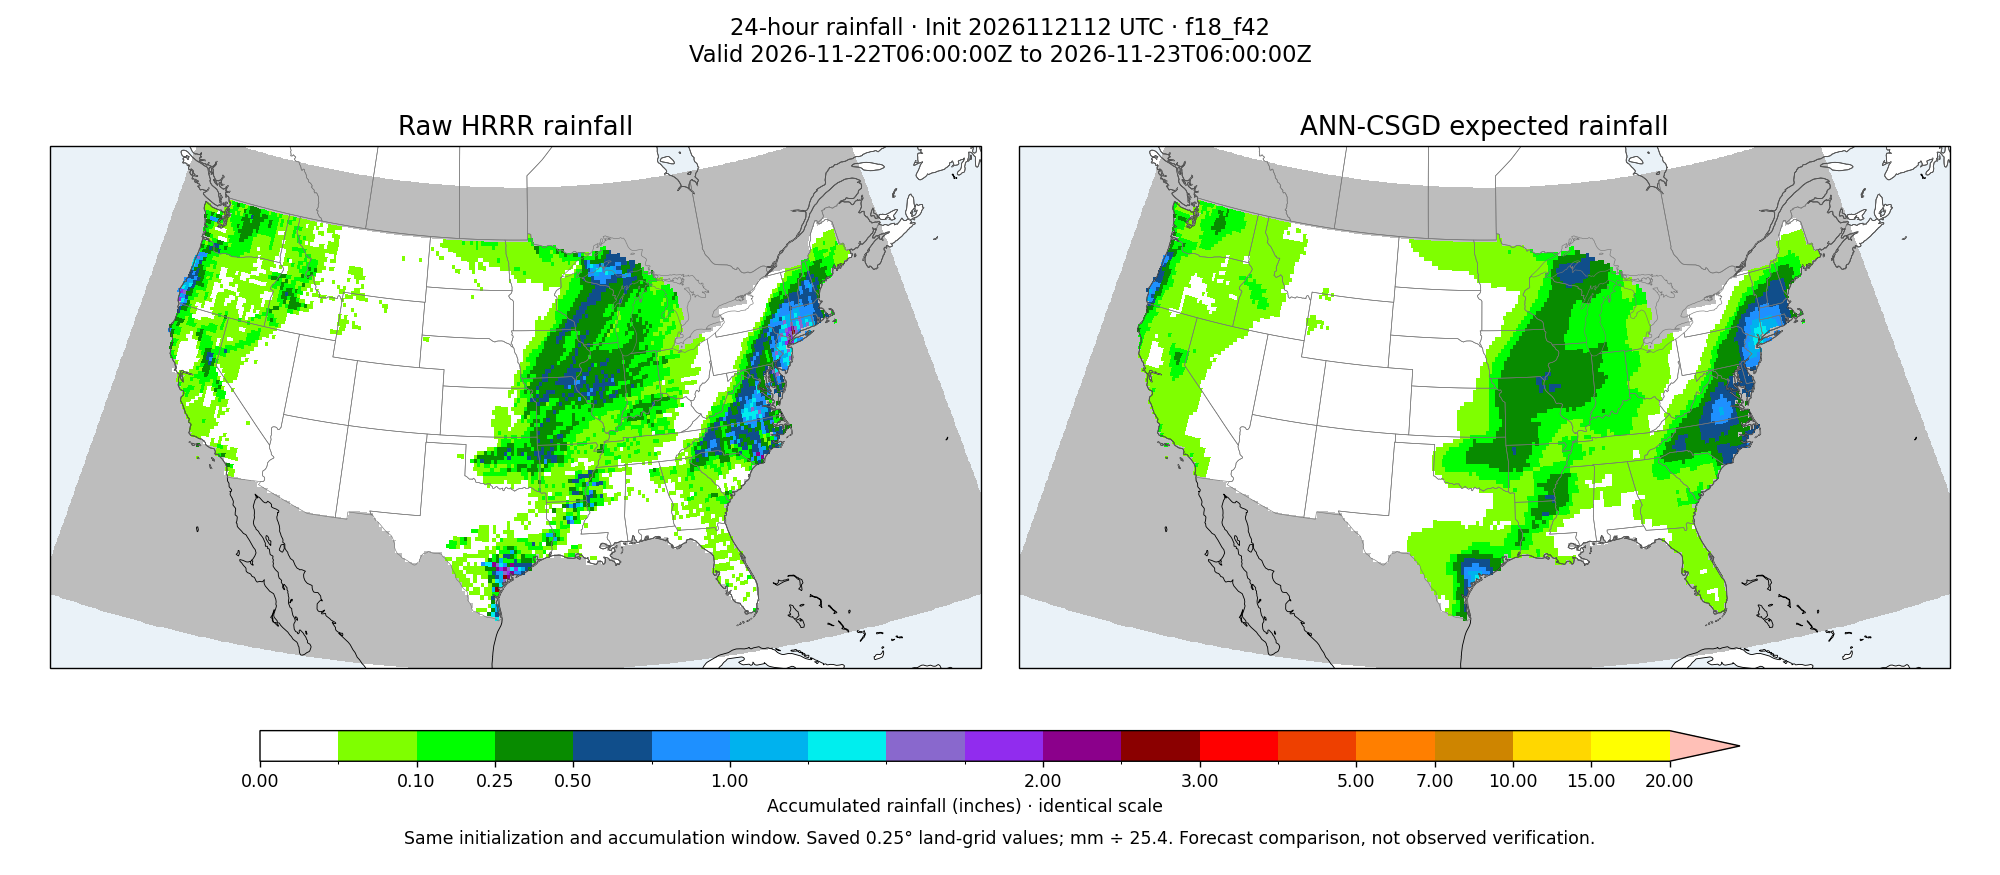 24-hour rainfall · Init 2026112112 UTC · f18_f42
Valid 2026-11-22T06:00:00Z to 2026-11-23T06:00:00Z
Raw HRRR rainfall
ANN-CSGD expected rainfall
0.00 0.10 0.25 0.50 1.00 2.00 3.00 5.00 7.00 10.00 15.00 20.00
Accumulated rainfall (inches) · identical scale
Same initialization and accumulation window. Saved 0.25° land-grid values; mm ÷ 25.4. Forecast comparison, not observed verification.